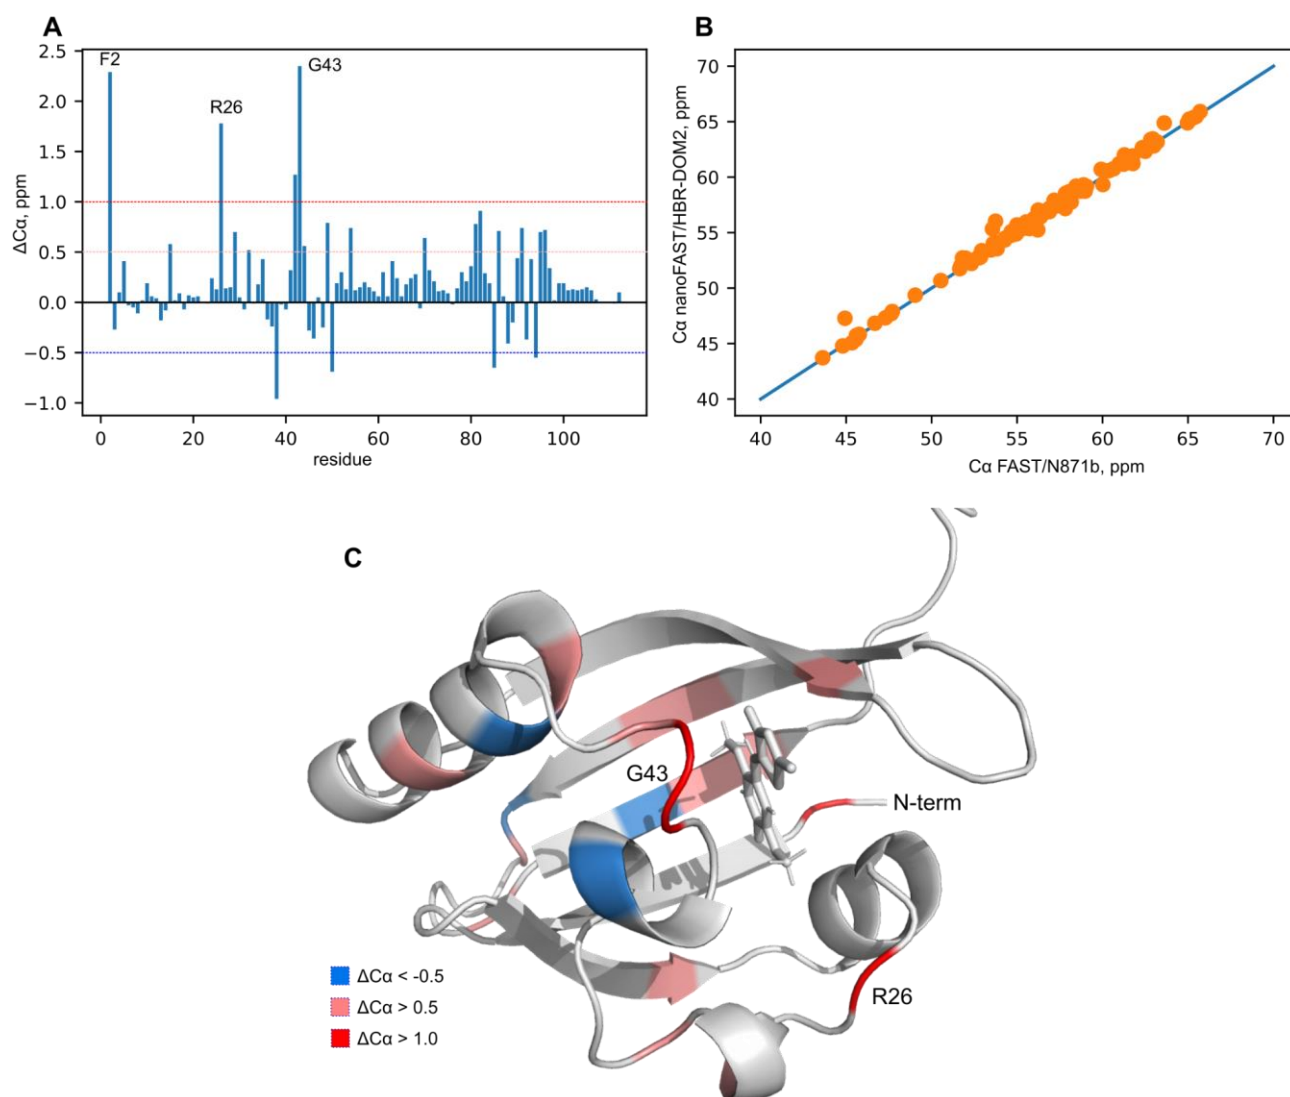 A
2.5
2.0
1.5
1.0
0.5
0.0
−0.5
−1.0
ΔCα, ppm
F2
R26
G43
0 20 40 60 80 100
residue
B
70
65
60
55
50
45
40
Cα nanoFAST/HBR-DOM2, ppm
40 45 50 55 60 65 70
Cα FAST/N871b, ppm
C
G43
N-term
R26
ΔCα < -0.5
ΔCα > 0.5
ΔCα > 1.0